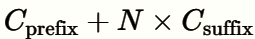 C_prefix + N × C_suffix